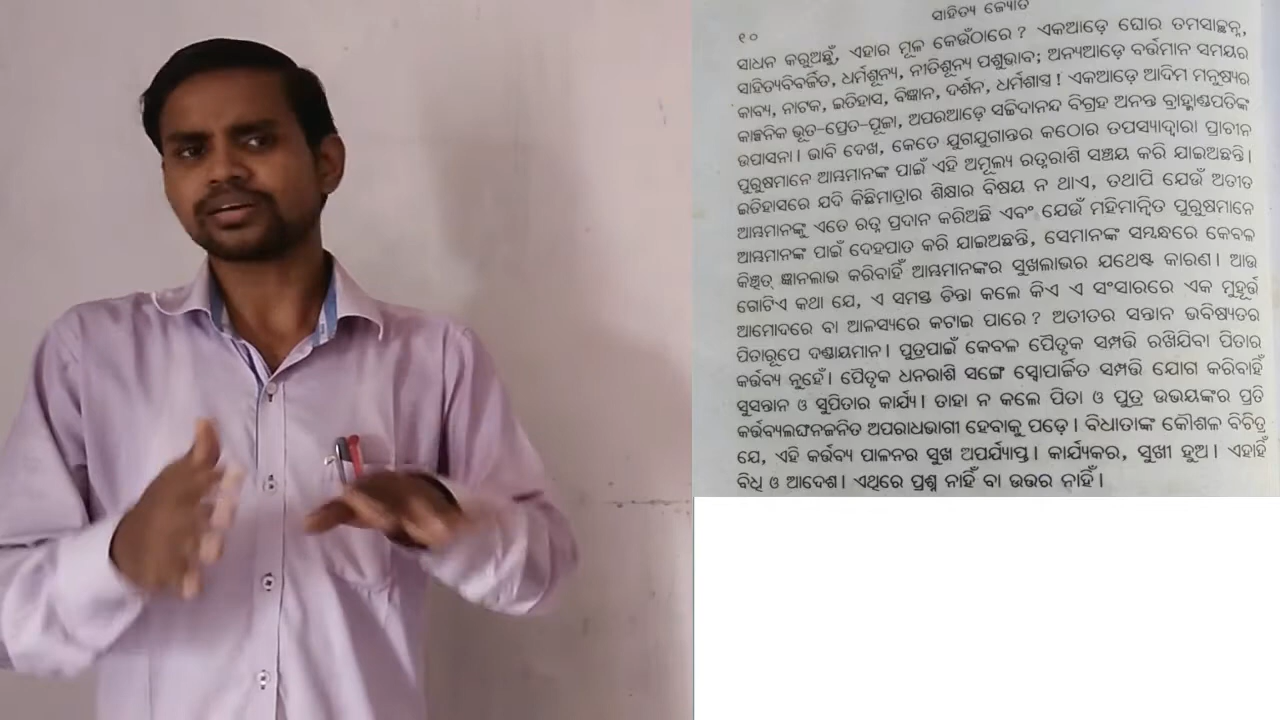 ସାହିତ୍ୟ ଜ୍ୟୋତି
୧୦
ସାଧନ କରୁଅଛୁଁ, ଏହାର ମୂଳ କେଉଁଠାରେ ? ଏକଆଡ଼େ ଘୋର ତମସାଚ୍ଛନ୍ନ,
ସାହିତ୍ୟବିବର୍ଜିତ, ଧର୍ମଶୂନ୍ୟ, ନୀତିଶୂନ୍ୟ ପଶୁଭାବ; ଅନ୍ୟଆଡ଼େ ବର୍ତ୍ତମାନ ସମୟର
କାବ୍ୟ, ନାଟକ, ଇତିହାସ, ବିଜ୍ଞାନ, ଦର୍ଶନ, ଧର୍ମଶାସ୍ତ୍ର ! ଏକଆଡ଼େ ଆଦିମ ମନୁଷ୍ୟର
କାଳ୍ପନିକ ଭୂତ-ପ୍ରେତ-ପୂଜା, ଅପରଆଡ଼େ ସଚ୍ଚିଦାନନ୍ଦ ବିଗ୍ରହ ଅନନ୍ତ ବ୍ରହ୍ମାଣ୍ଡପତିଙ୍କ
ଉପାସନା । ଭାବି ଦେଖ, କେତେ ଯୁଗଯୁଗାନ୍ତର କଠୋର ତପସ୍ୟାଦ୍ୱାରା ପ୍ରାଚୀନ
ପୁରୁଷମାନେ ଆମ୍ଭମାନଙ୍କ ପାଇଁ ଏହି ଅମୂଲ୍ୟ ରତ୍ନରାଶି ସଞ୍ଚୟ କରି ଯାଇଅଛନ୍ତି ।
ଇତିହାସରେ ଯଦି କିଛିମାତ୍ର ଶିକ୍ଷାର ବିଷୟ ନ ଥାଏ, ତଥାପି ଯେଉଁ ଅତୀତ
ଆମ୍ଭମାନଙ୍କୁ ଏତେ ରତ୍ନ ପ୍ରଦାନ କରିଅଛି ଏବଂ ଯେଉଁ ମହିମାନ୍ୱିତ ପୁରୁଷମାନେ
ଆମ୍ଭମାନଙ୍କ ପାଇଁ ଦେହପାତ କରି ଯାଇଅଛନ୍ତି, ସେମାନଙ୍କ ସମ୍ବନ୍ଧରେ କେବଳ
କିଞ୍ଚିତ୍ ଜ୍ଞାନଲାଭ କରିବାହିଁ ଆମ୍ଭମାନଙ୍କର ସୁଖଲାଭର ଯଥେଷ୍ଟ କାରଣ । ଆଉ
ଗୋଟିଏ କଥା ଯେ, ଏ ସମସ୍ତ ଚିନ୍ତା କଲେ କିଏ ଏ ସଂସାରରେ ଏକ ମୁହୂର୍ତ୍ତ
ଆମୋଦରେ ବା ଆଳସ୍ୟରେ କଟାଇ ପାରେ ? ଅତୀତର ସନ୍ତାନ ଭବିଷ୍ୟତର
ପିତାରୂପେ ଦଣ୍ଡାୟମାନ । ପୁତ୍ରପାଇଁ କେବଳ ପୈତୃକ ସମ୍ପତ୍ତି ରଖିଯିବା ପିତାର
କର୍ତ୍ତବ୍ୟ ନୁହେଁ । ପୈତୃକ ଧନରାଶି ସଙ୍ଗେ ସ୍ୱୋପାର୍ଜିତ ସମ୍ପତ୍ତି ଯୋଗ କରିବାହିଁ
ସୁସନ୍ତାନ ଓ ସୁପିତାର କାର୍ଯ୍ୟ । ତାହା ନ କଲେ ପିତା ଓ ପୁତ୍ର ଉଭୟଙ୍କର ପ୍ରତି
କର୍ତ୍ତବ୍ୟଲଙ୍ଘନଜନିତ ଅପରାଧଭାଗୀ ହେବାକୁ ପଡ଼େ । ବିଧାତାଙ୍କ କୌଶଳ ବିଚିତ୍ର
ଯେ, ଏହି କର୍ତ୍ତବ୍ୟ ପାଳନର ସୁଖ ଅପର୍ଯ୍ୟାପ୍ତ । କାର୍ଯ୍ୟକର, ସୁଖୀ ହୁଅ । ଏହାହିଁ
ବିଧି ଓ ଆଦେଶ । ଏଥିରେ ପ୍ରଶ୍ନ ନାହିଁ ବା ଉତ୍ତର ନାହିଁ ।